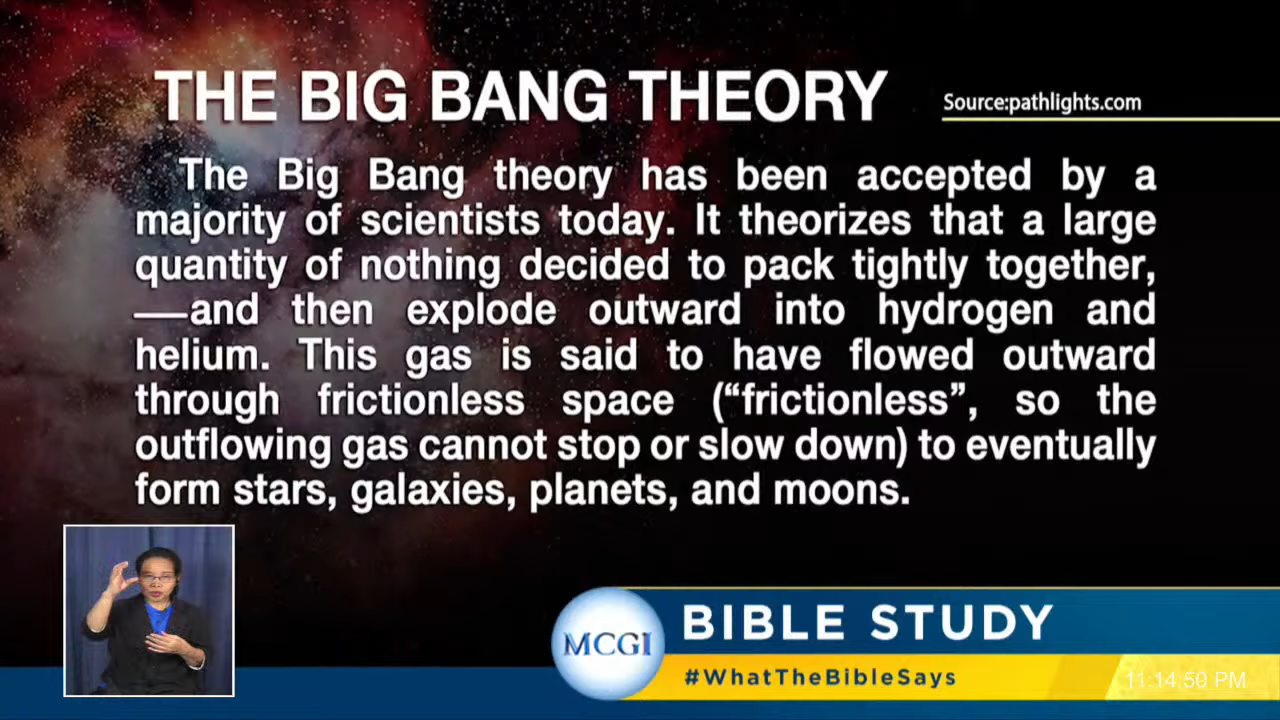 THE BIG BANG THEORY
Source:pathlights.com
The Big Bang theory has been accepted by a
majority of scientists today. It theorizes that a large
quantity of nothing decided to pack tightly together,
—and then explode outward into hydrogen and
helium. This gas is said to have flowed outward
through frictionless space (“frictionless”, so the
outflowing gas cannot stop or slow down) to eventually
form stars, galaxies, planets, and moons.
MCGI
BIBLE STUDY
#WhatTheBibleSays
11:14:50 PM